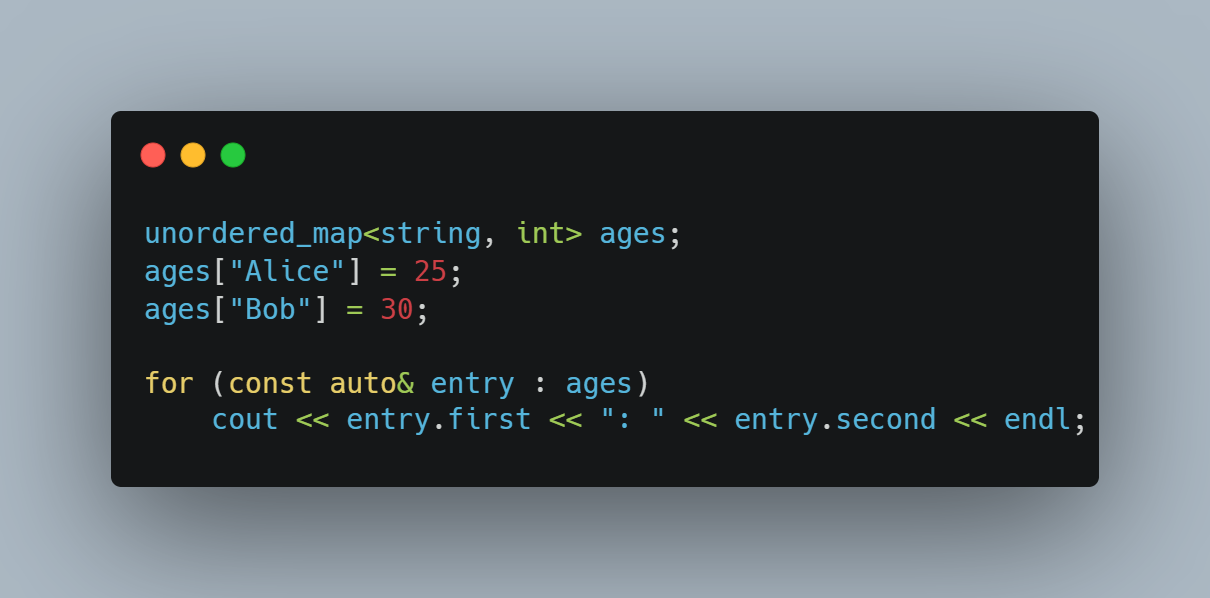 unordered_map<string, int> ages;
ages["Alice"] = 25;
ages["Bob"] = 30;

for (const auto& entry : ages)
    cout << entry.first << ": " << entry.second << endl;